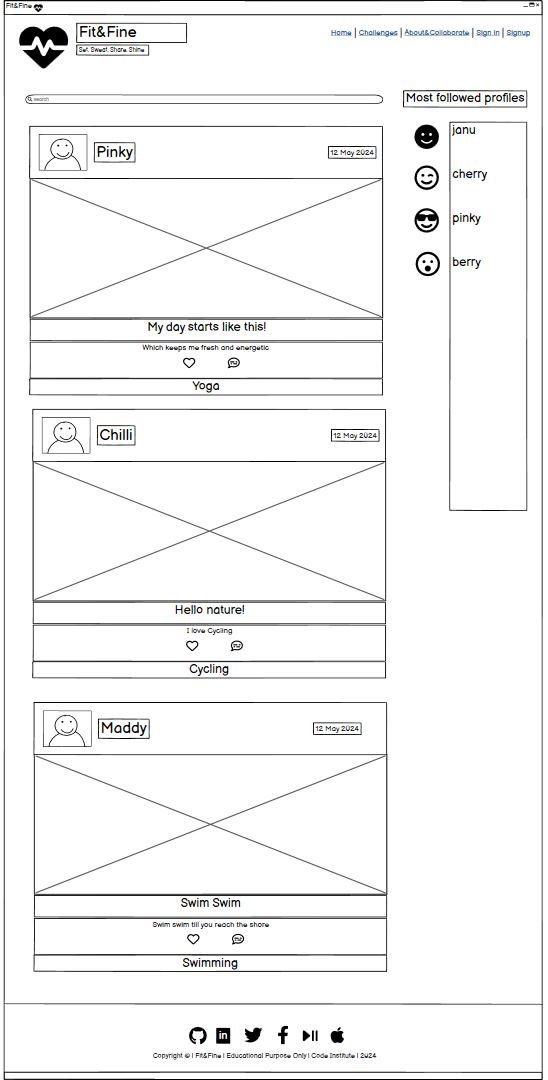 Fit&Fine
Fit&Fine
Set. Sweat. Share. Shine
Home | Challenges | About&Collaborate | Sign in | Signup
search
Most followed profiles
janu
cherry
pinky
berry
Pinky
12 May 2024
My day starts like this!
Which keeps me fresh and energetic
Yoga
Chilli
12 May 2024
Hello nature!
I love Cycling
Cycling
Maddy
12 May 2024
Swim Swim
Swim swim till you reach the shore
Swimming
in
Copyright © | Fit&Fine | Educational Purpose Only | Code Institute | 2024